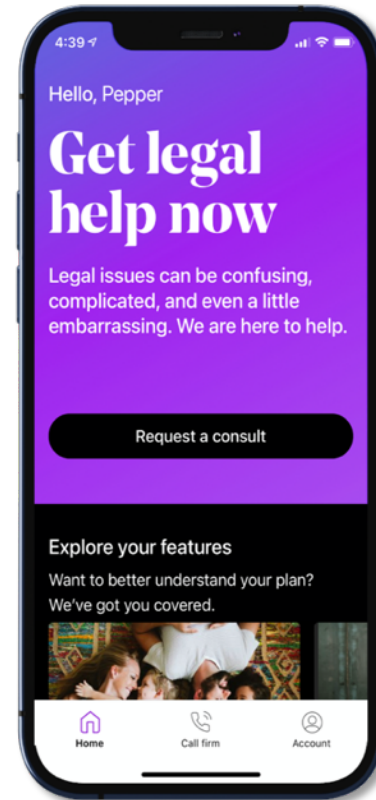 4:39
Hello, Pepper
Get legal
help now
Legal issues can be confusing,
complicated, and even a little
embarrassing. We are here to help.
Request a consult
Explore your features
Want to better understand your plan?
We've got you covered.
Home
Call firm
Account